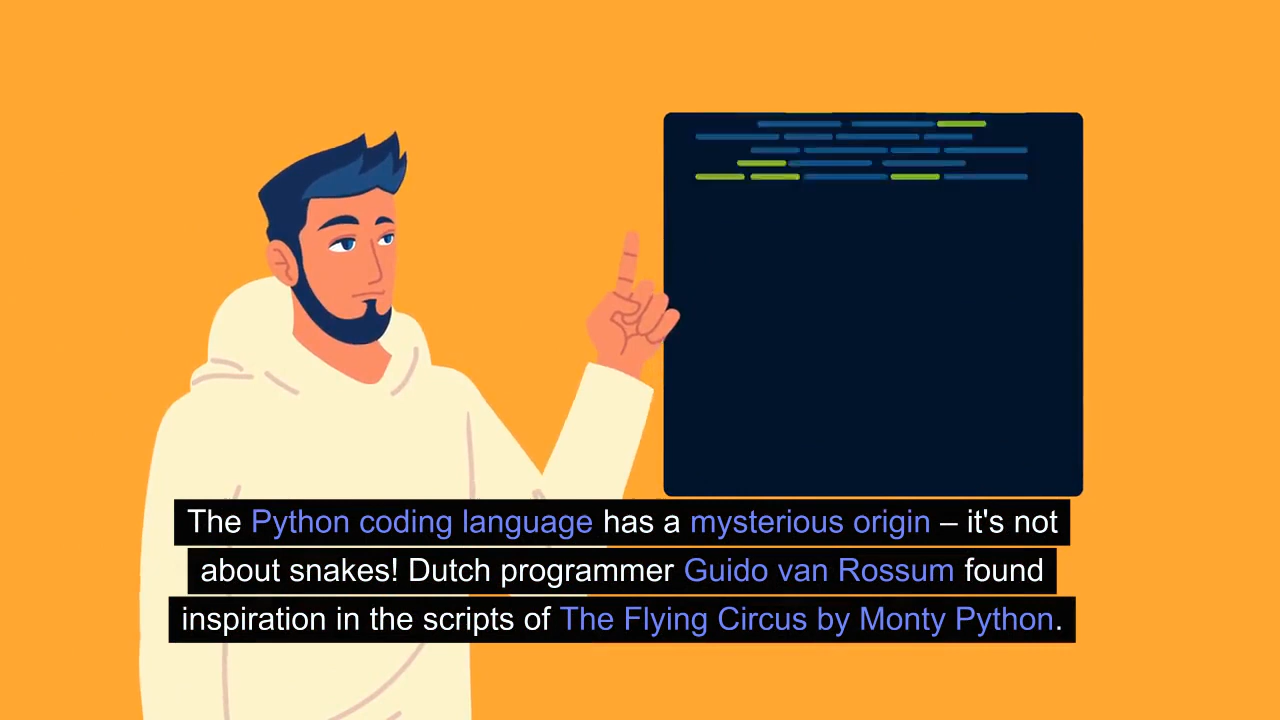 The Python coding language has a mysterious origin – it's not
about snakes! Dutch programmer Guido van Rossum found
inspiration in the scripts of The Flying Circus by Monty Python.